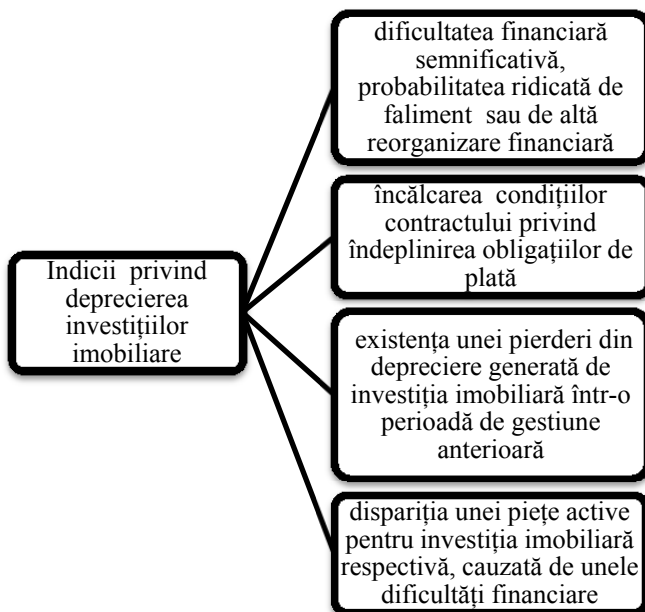 Indicii privind
deprecierea
investițiilor
imobiliare
dificultatea financiară
semnificativă,
probabilitatea ridicată de
faliment sau de altă
reorganizare financiară
încălcarea condițiilor
contractului privind
îndeplinirea obligațiilor de
plată
existența unei pierderi din
depreciere generată de
investiția imobiliară într-o
perioadă de gestiune
anterioară
dispariția unei piețe active
pentru investiția imobiliară
respectivă, cauzată de unele
dificultăți financiare